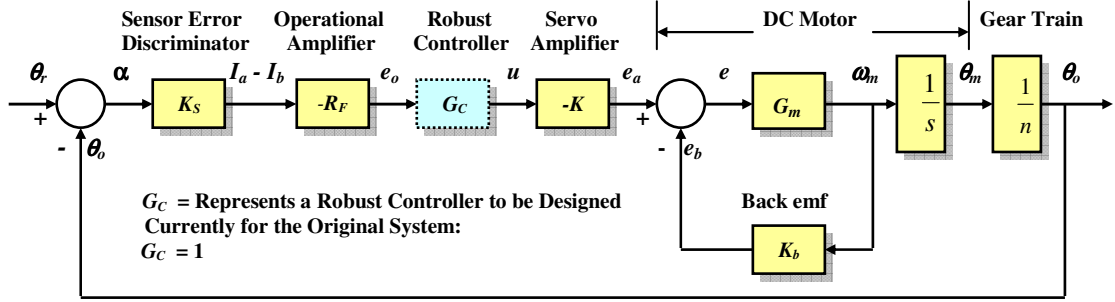 Sensor Error
Discriminator
Operational
Amplifier
Robust
Controller
Servo
Amplifier
DC Motor
Gear Train
θr
+
-
θo
α
KS
Ia - Ib
-RF
eo
GC
u
-K
ea
+
-
eb
e
Gm
ωm
1
s
θm
1
n
θo
GC = Represents a Robust Controller to be Designed
Currently for the Original System:
GC = 1
Back emf
Kb